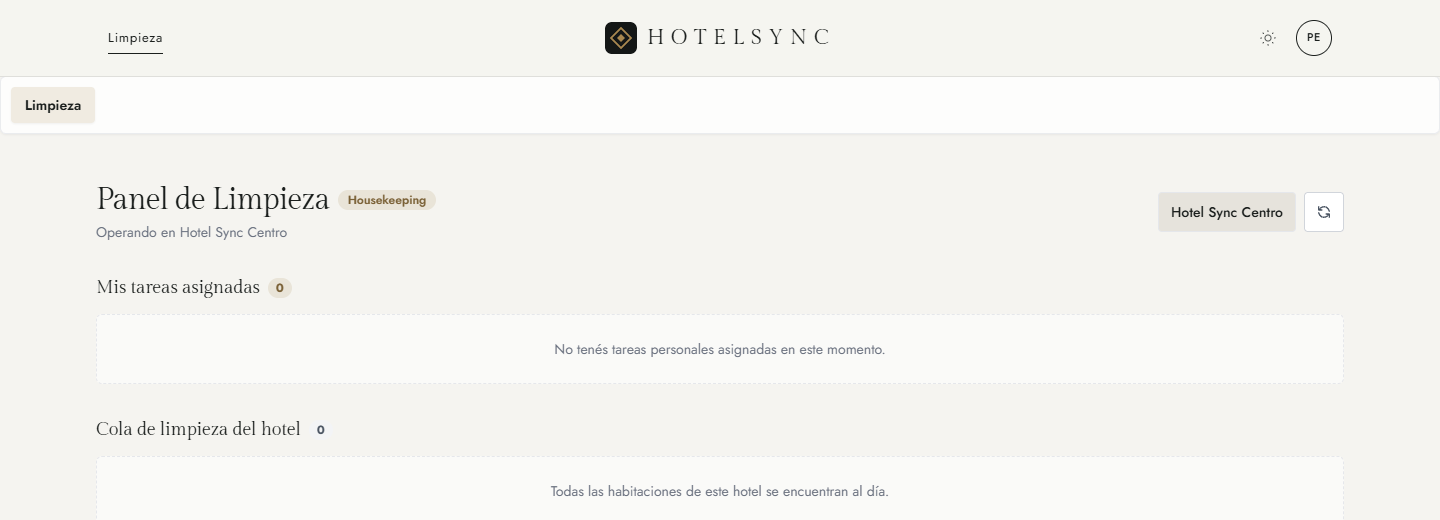 Limpieza
HOTELSYNC
PE
Limpieza
Panel de Limpieza
Housekeeping
Operando en Hotel Sync Centro
Hotel Sync Centro
Mis tareas asignadas 0
No tenés tareas personales asignadas en este momento.
Cola de limpieza del hotel 0
Todas las habitaciones de este hotel se encuentran al día.